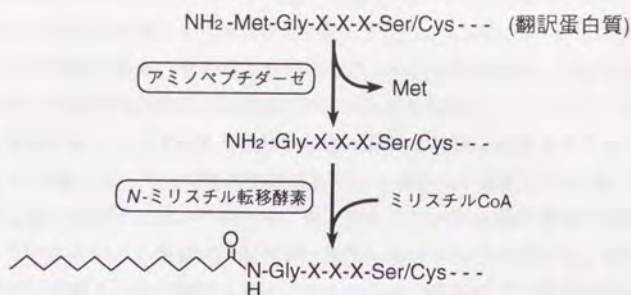 NH2-Met-Gly-X-X-X-Ser/Cys--- (翻訳蛋白質)
アミノペプチダーゼ
Met
NH2-Gly-X-X-X-Ser/Cys---
N-ミリスチル転移酵素
ミリスチルCoA
O
N-Gly-X-X-X-Ser/Cys---
H